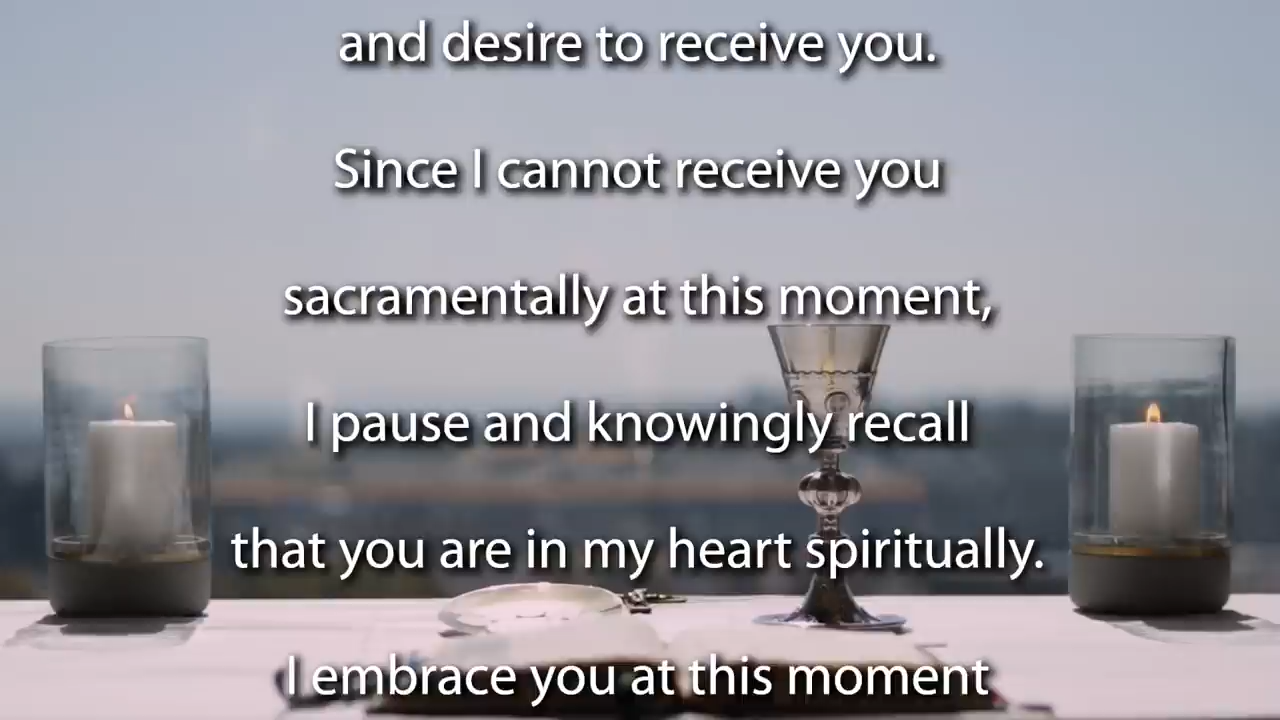 and desire to receive you.
Since I cannot receive you
sacramentally at this moment,
I pause and knowingly recall
that you are in my heart spiritually.
I embrace you at this moment